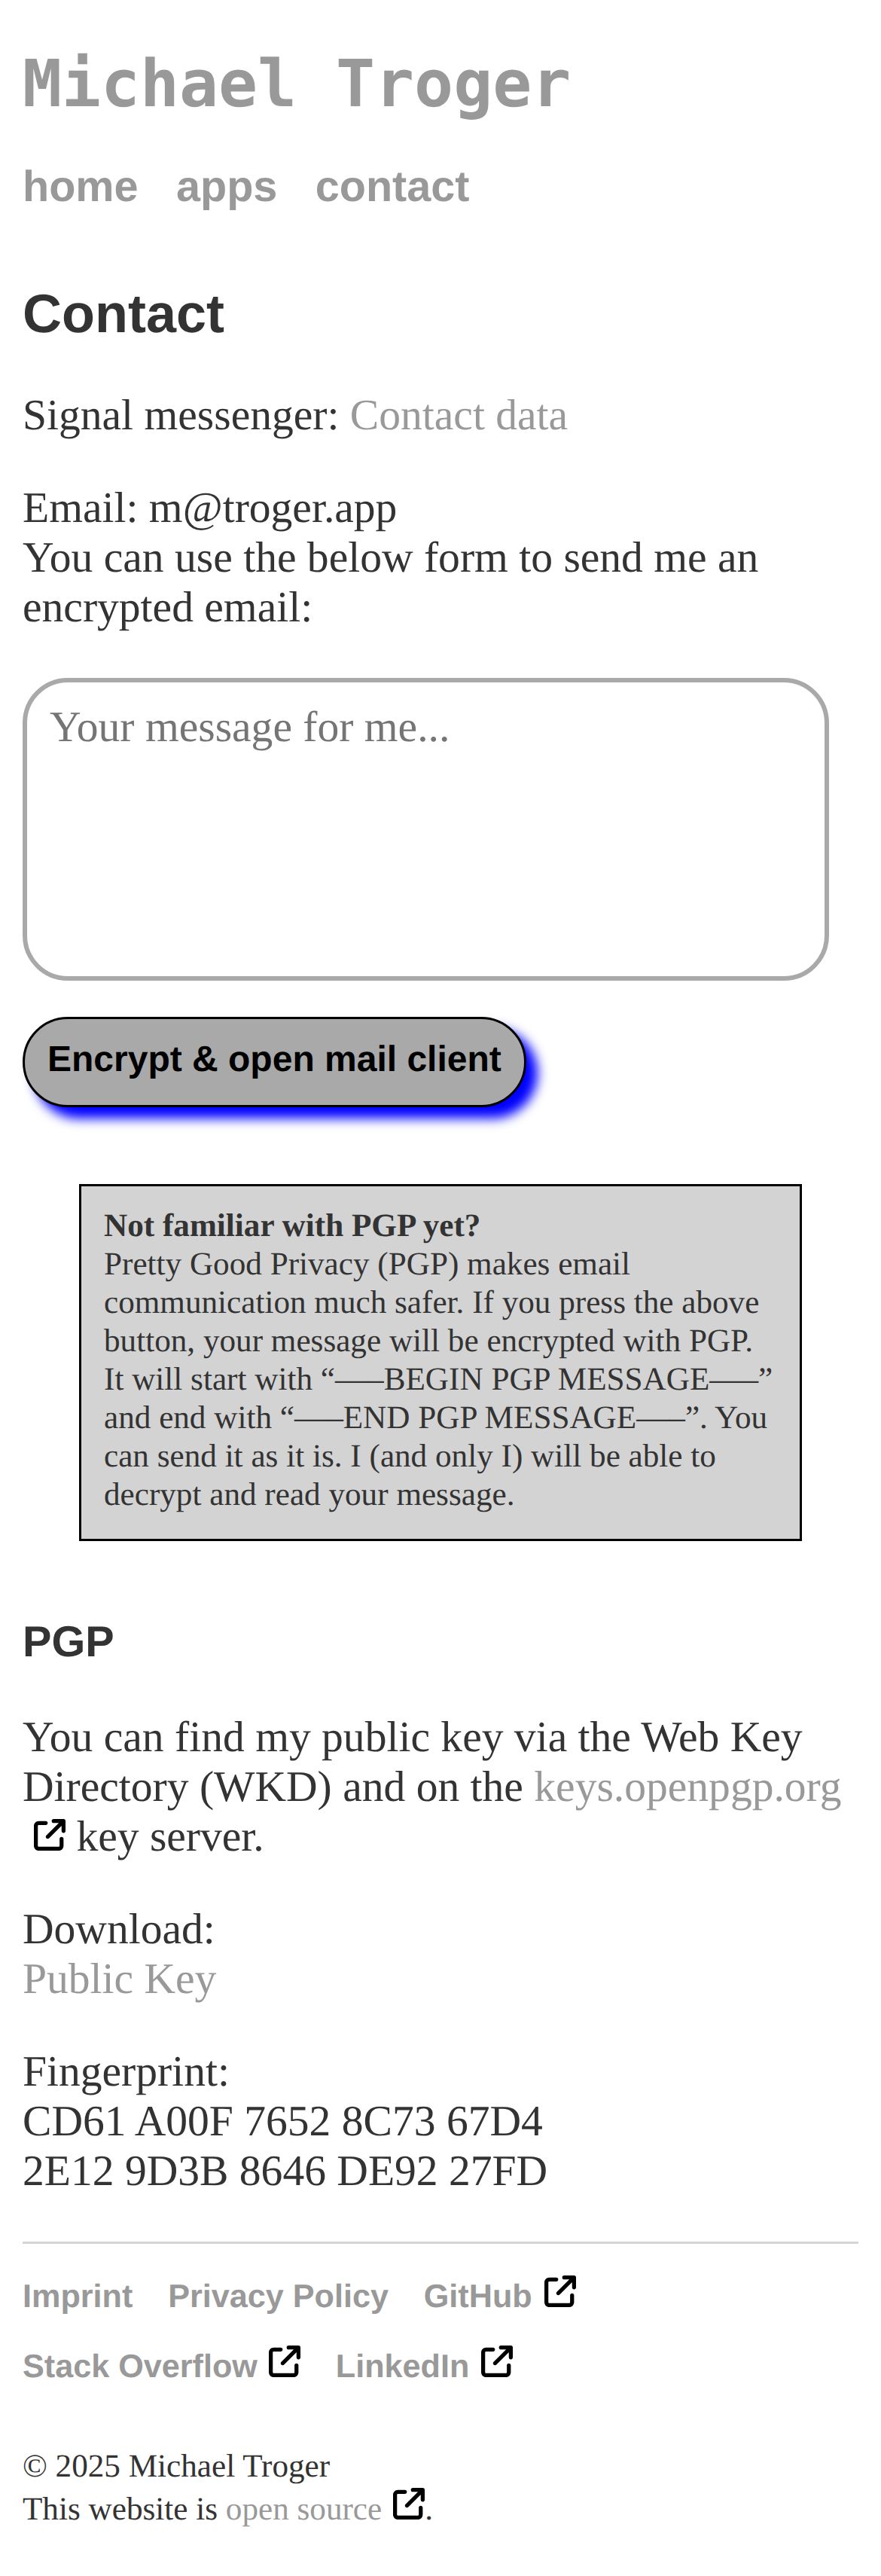 Michael Troger
home apps contact
Contact
Signal messenger: Contact data
Email: m@troger.app
You can use the below form to send me an
encrypted email:
Your message for me...
Encrypt & open mail client
Not familiar with PGP yet?
Pretty Good Privacy (PGP) makes email
communication much safer. If you press the above
button, your message will be encrypted with PGP.
It will start with “—–BEGIN PGP MESSAGE—–”
and end with “—–END PGP MESSAGE—–”. You
can send it as it is. I (and only I) will be able to
decrypt and read your message.
PGP
You can find my public key via the Web Key
Directory (WKD) and on the keys.openpgp.org
key server.
Download:
Public Key
Fingerprint:
CD61 A00F 7652 8C73 67D4
2E12 9D3B 8646 DE92 27FD
Imprint Privacy Policy GitHub
Stack Overflow LinkedIn
© 2025 Michael Troger
This website is open source .